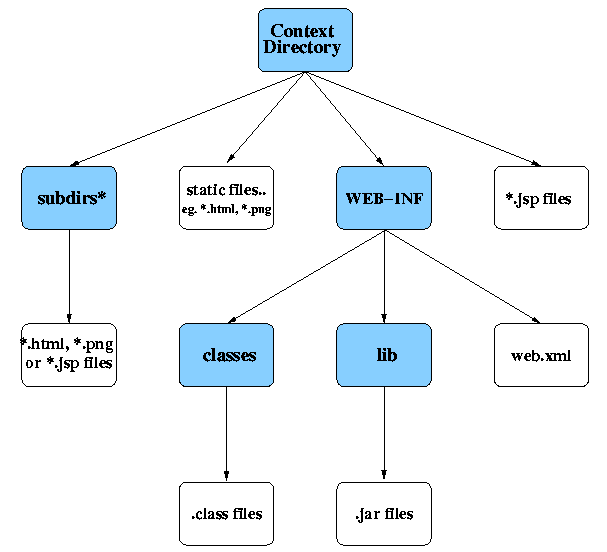 Context
Directory
subdirs*
static files..
eg. *.html, *.png
WEB-INF
*.jsp files
*.html, *.png
or *.jsp files
classes
lib
web.xml
.class files
.jar files